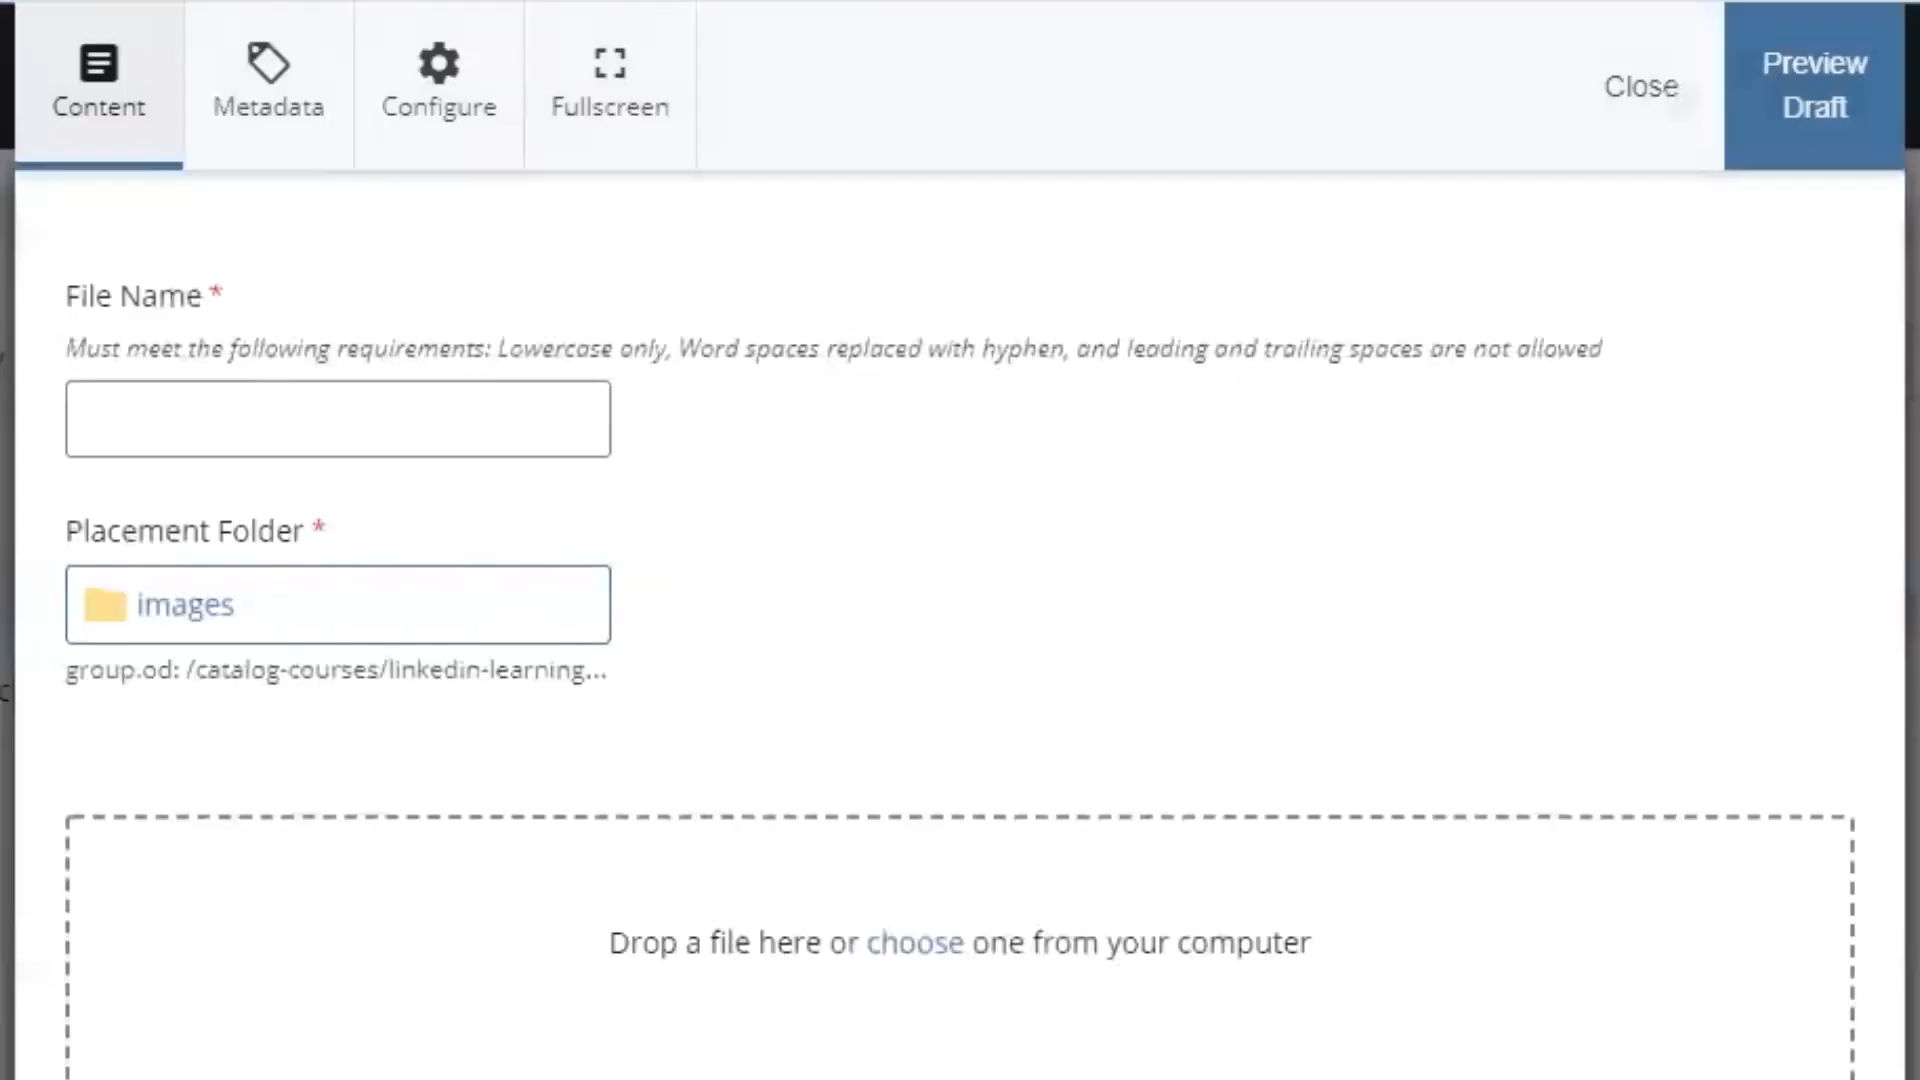 Content
Metadata
Configure
Fullscreen
Close
Preview
Draft
File Name *
Must meet the following requirements: Lowercase only, Word spaces replaced with hyphen, and leading and trailing spaces are not allowed
Placement Folder *
images
group.od: /catalog-courses/linkedin-learning...
Drop a file here or choose one from your computer